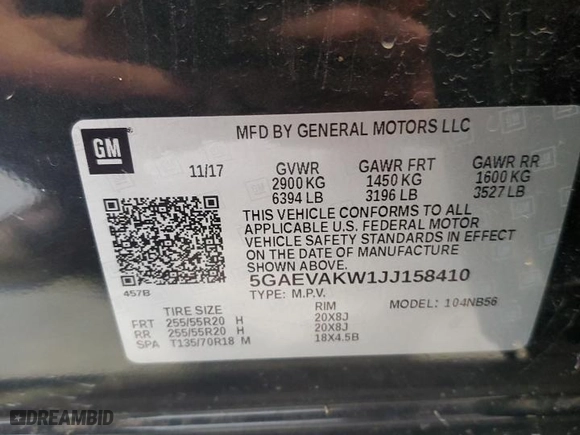 MFD BY GENERAL MOTORS LLC
GM
11/17 GVWR GAWR FRT GAWR RR
2900 KG 1450 KG 1600 KG
6394 LB 3196 LB 3527 LB
THIS VEHICLE CONFORMS TO ALL
APPLICABLE U.S. FEDERAL MOTOR
VEHICLE SAFETY STANDARDS IN EFFECT
ON THE DATE OF MANUFACTURE
SHOWN ABOVE.
457B
5GAEVAKW1JJ158410
TYPE: M.P.V. MODEL: 104NB56
TIRE SIZE RIM
FRT 255/55R20 H 20X8J
RR 255/55R20 H 20X8J
SPA T135/70R18 M 18X4.5B
DREAMBID